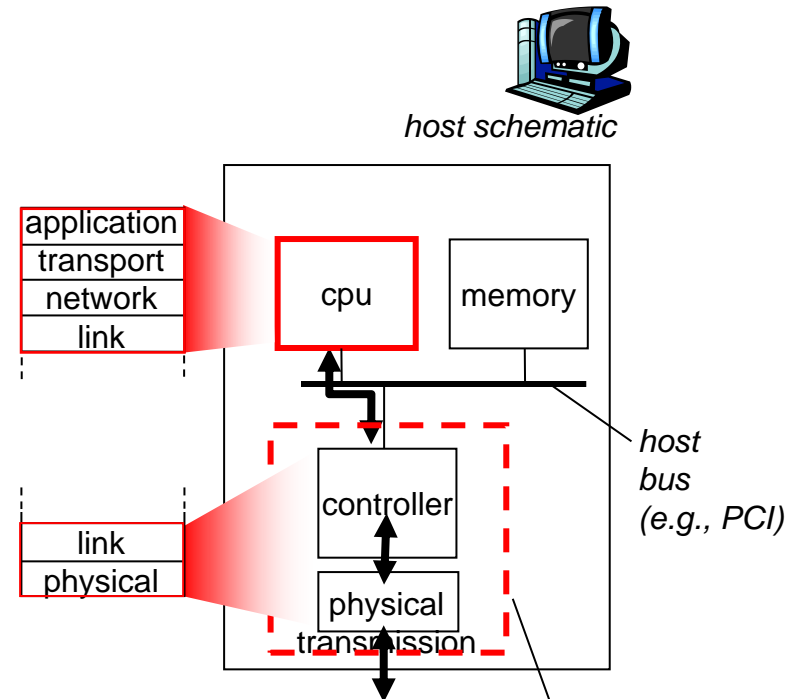 host schematic
application
transport
network
link
cpu
memory
host
bus
(e.g., PCI)
controller
link
physical
physical
transmission